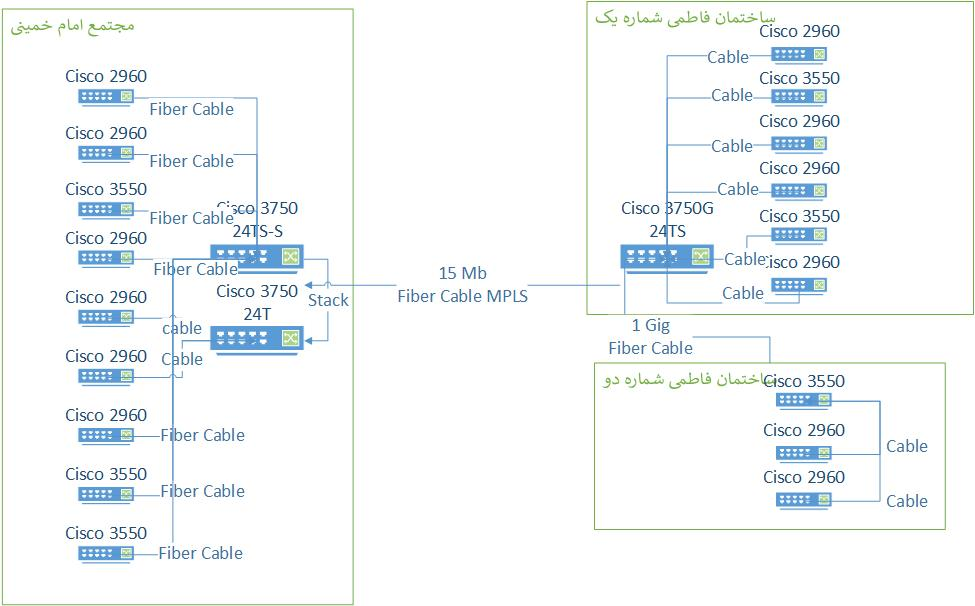 مجتمع امام خمینی
Cisco 2960
Fiber Cable
Cisco 2960
Fiber Cable
Cisco 3550
Fiber Cable
Cisco 3750
24TS-S
Cisco 2960
Fiber Cable
Cisco 3750
24T
Stack
Cisco 2960
cable
Cisco 2960
Cable
Cisco 2960
Fiber Cable
Cisco 3550
Fiber Cable
Cisco 3550
Fiber Cable
15 Mb
Fiber Cable MPLS
ساختمان فاطمی شماره یک
Cisco 2960
Cable
Cisco 3550
Cable
Cisco 2960
Cable
Cisco 2960
Cable
Cisco 3750G
24TS
Cisco 3550
Cable
Cisco 2960
Cable
1 Gig
Fiber Cable
ساختمان فاطمی شماره دو
Cisco 3550
Cisco 2960
Cable
Cisco 2960
Cable